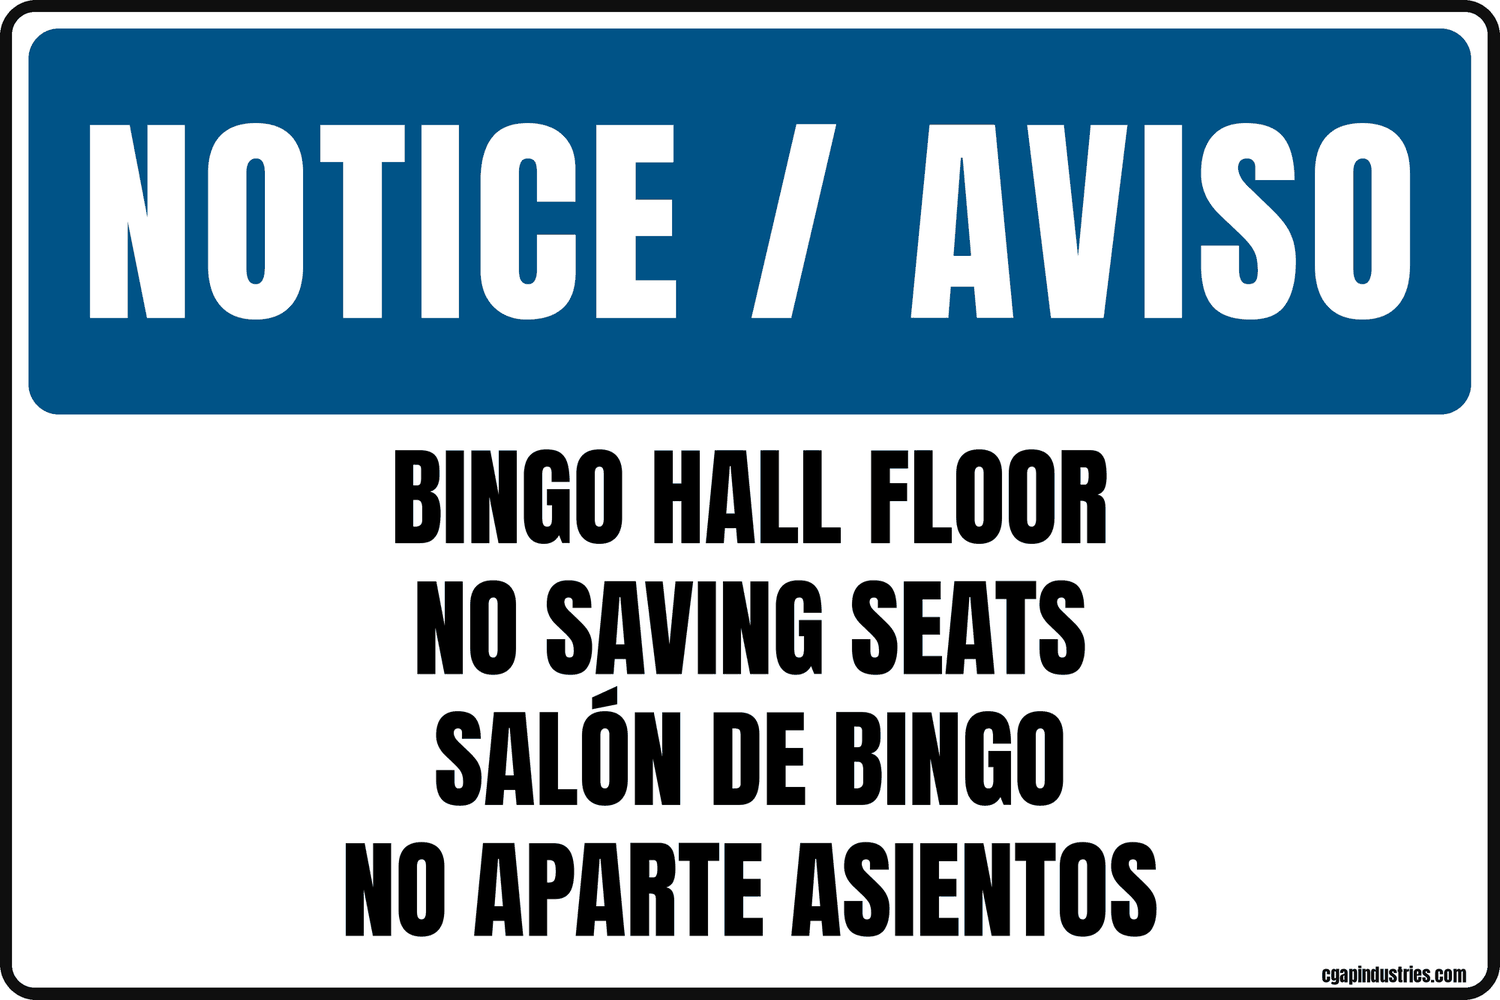 NOTICE / AVISO
BINGO HALL FLOOR
NO SAVING SEATS
SALÓN DE BINGO
NO APARTE ASIENTOS
cgapindustries.com